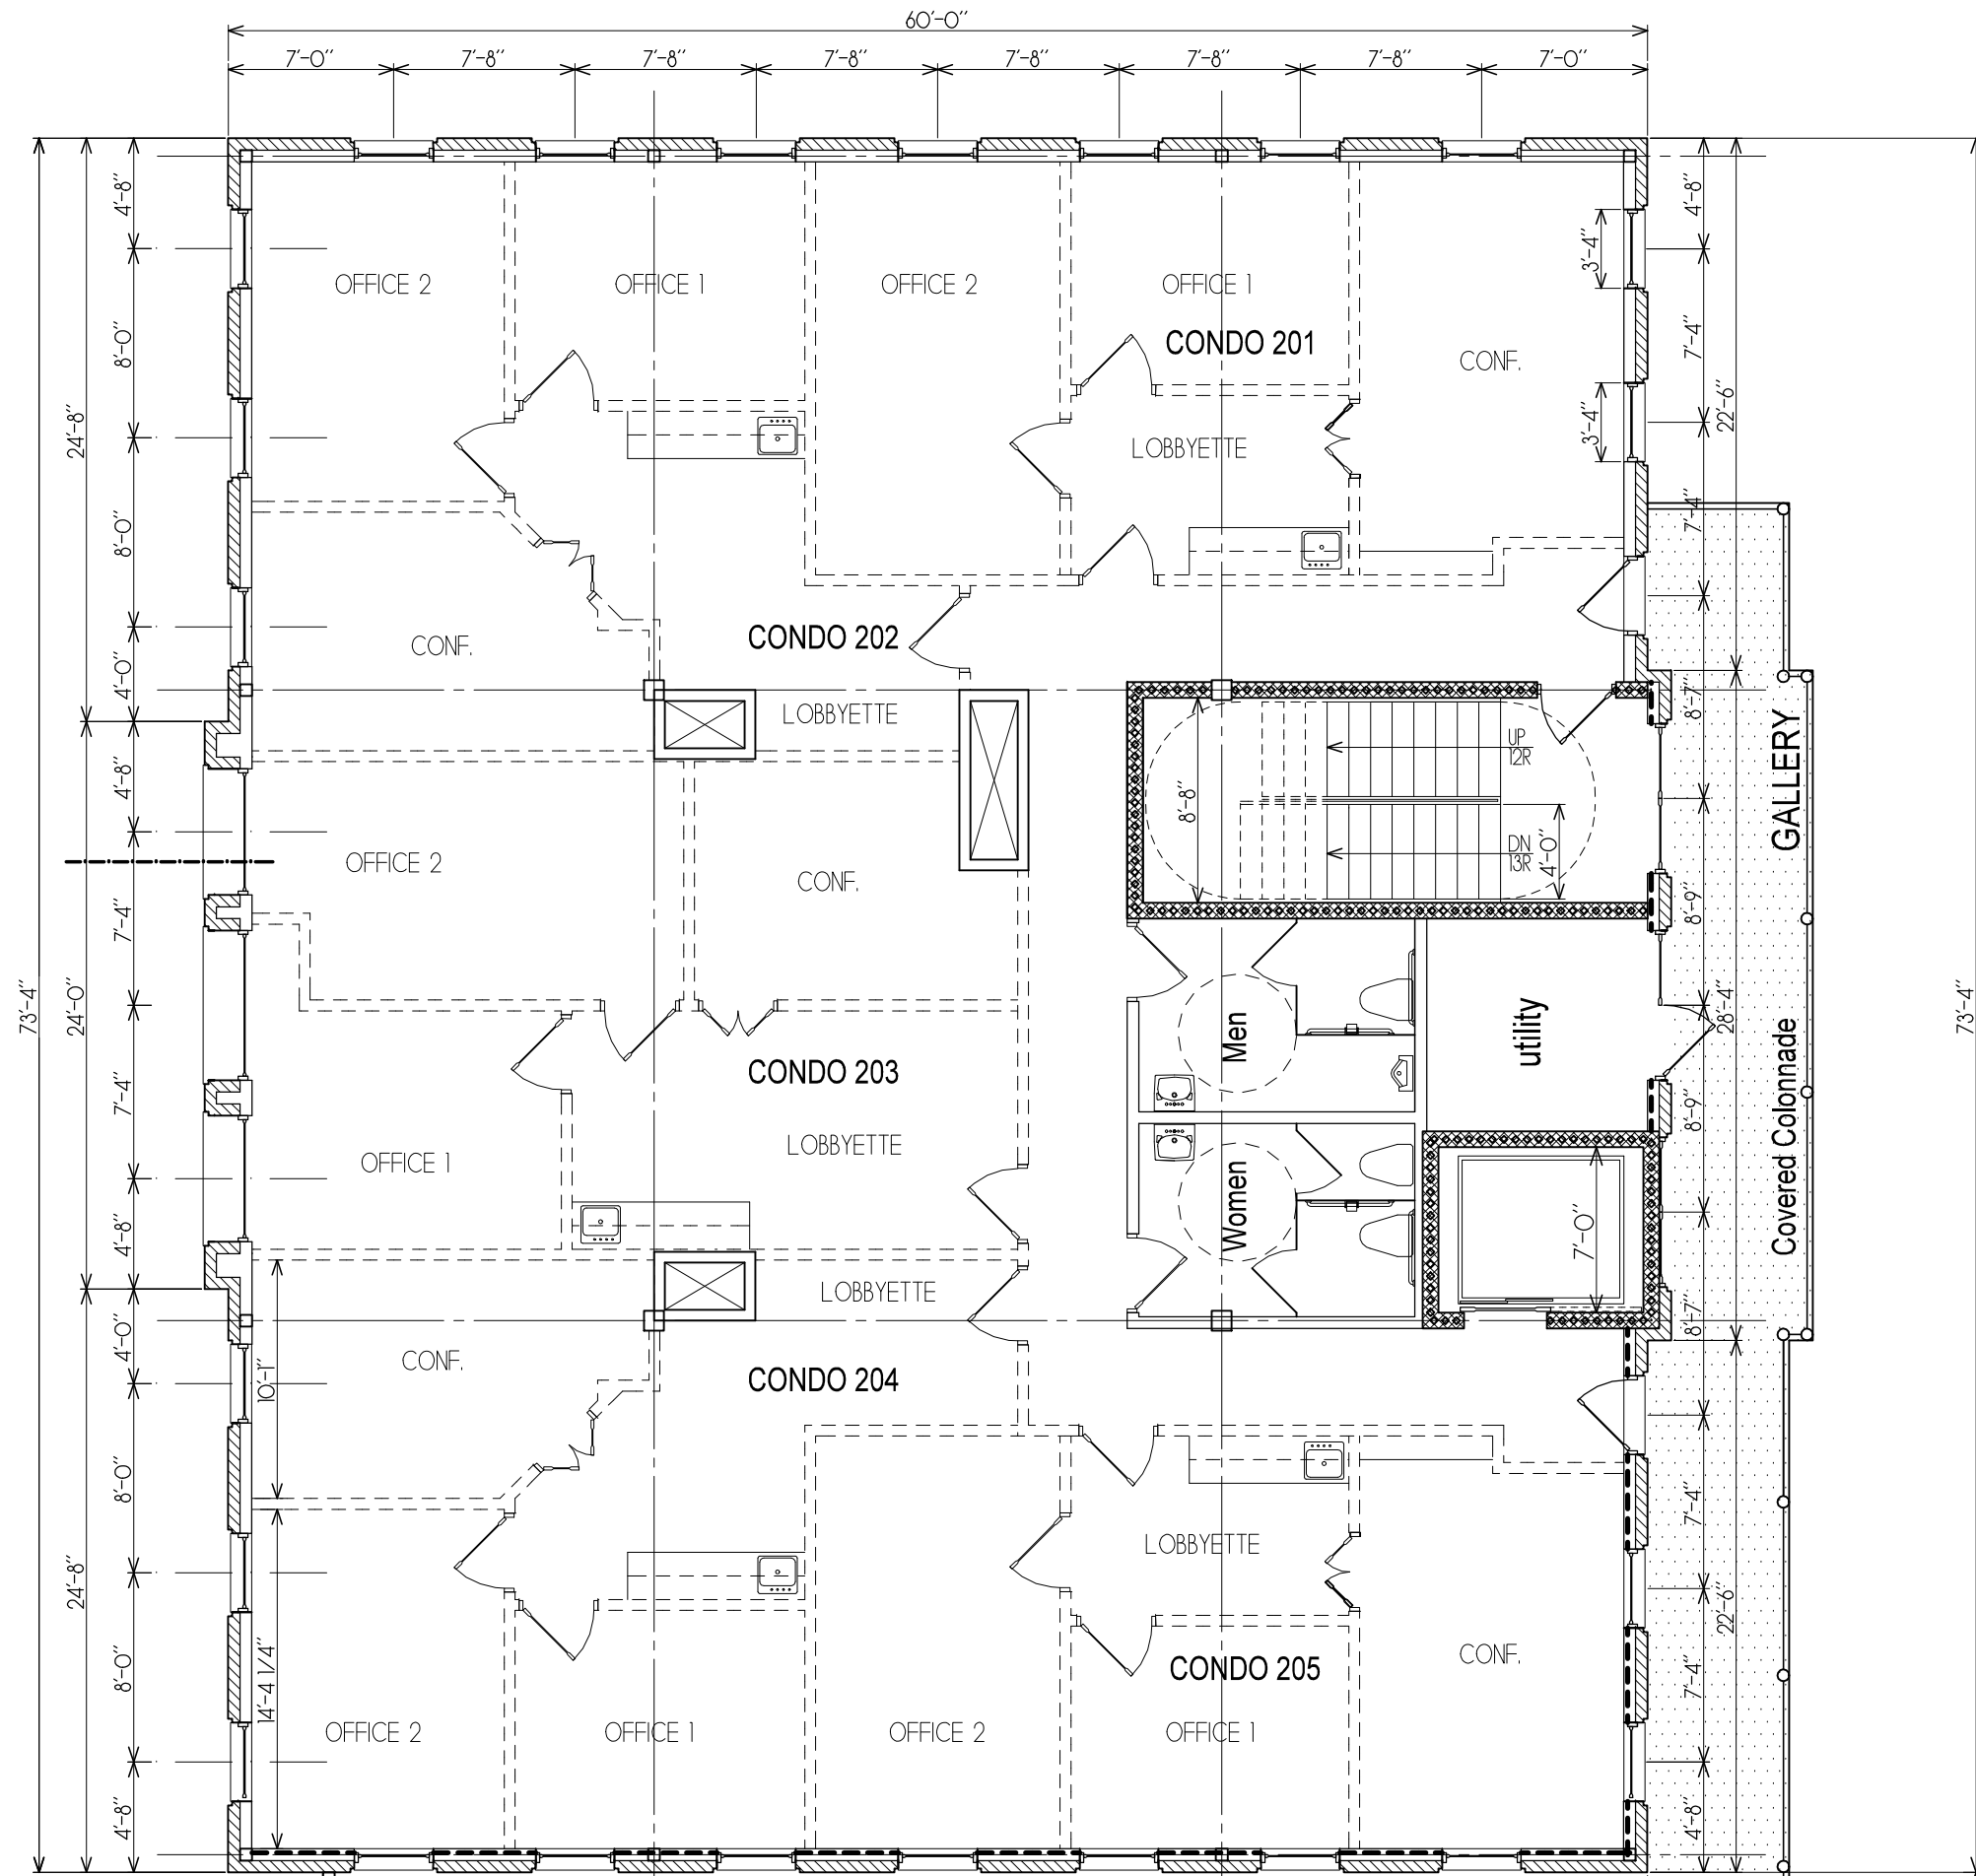 60'-0"
7'-0" 7'-8" 7'-8" 7'-8" 7'-8" 7'-8" 7'-8" 7'-0"
73'-4"
24'-8"
24'-0"
24'-8"
4'-8"
8'-0"
8'-0"
4'-0"
4'-8"
7'-4"
7'-4"
4'-8"
4'-0"
8'-0"
8'-0"
4'-8"
OFFICE 2
OFFICE 1
OFFICE 2
OFFICE 1
CONDO 201
CONF.
LOBBYETTE
3'-4"
3'-4"
CONF.
CONDO 202
LOBBYETTE
OFFICE 2
CONF.
8'-8"
UP
12R
DN
13R
4'-0"
CONDO 203
Men
utility
OFFICE 1
LOBBYETTE
Women
7'-0"
LOBBYETTE
CONF.
10'-1"
CONDO 204
LOBBYETTE
14'-4 1/4"
CONDO 205
CONF.
OFFICE 2
OFFICE 1
OFFICE 2
OFFICE 1
4'-8"
7'-4"
7'-4"
8'-7"
8'-9"
8'-9"
8'-7"
7'-4"
7'-4"
4'-8"
22'-6"
28'-4"
22'-6"
GALLERY
Covered Colonnade
73'-4"